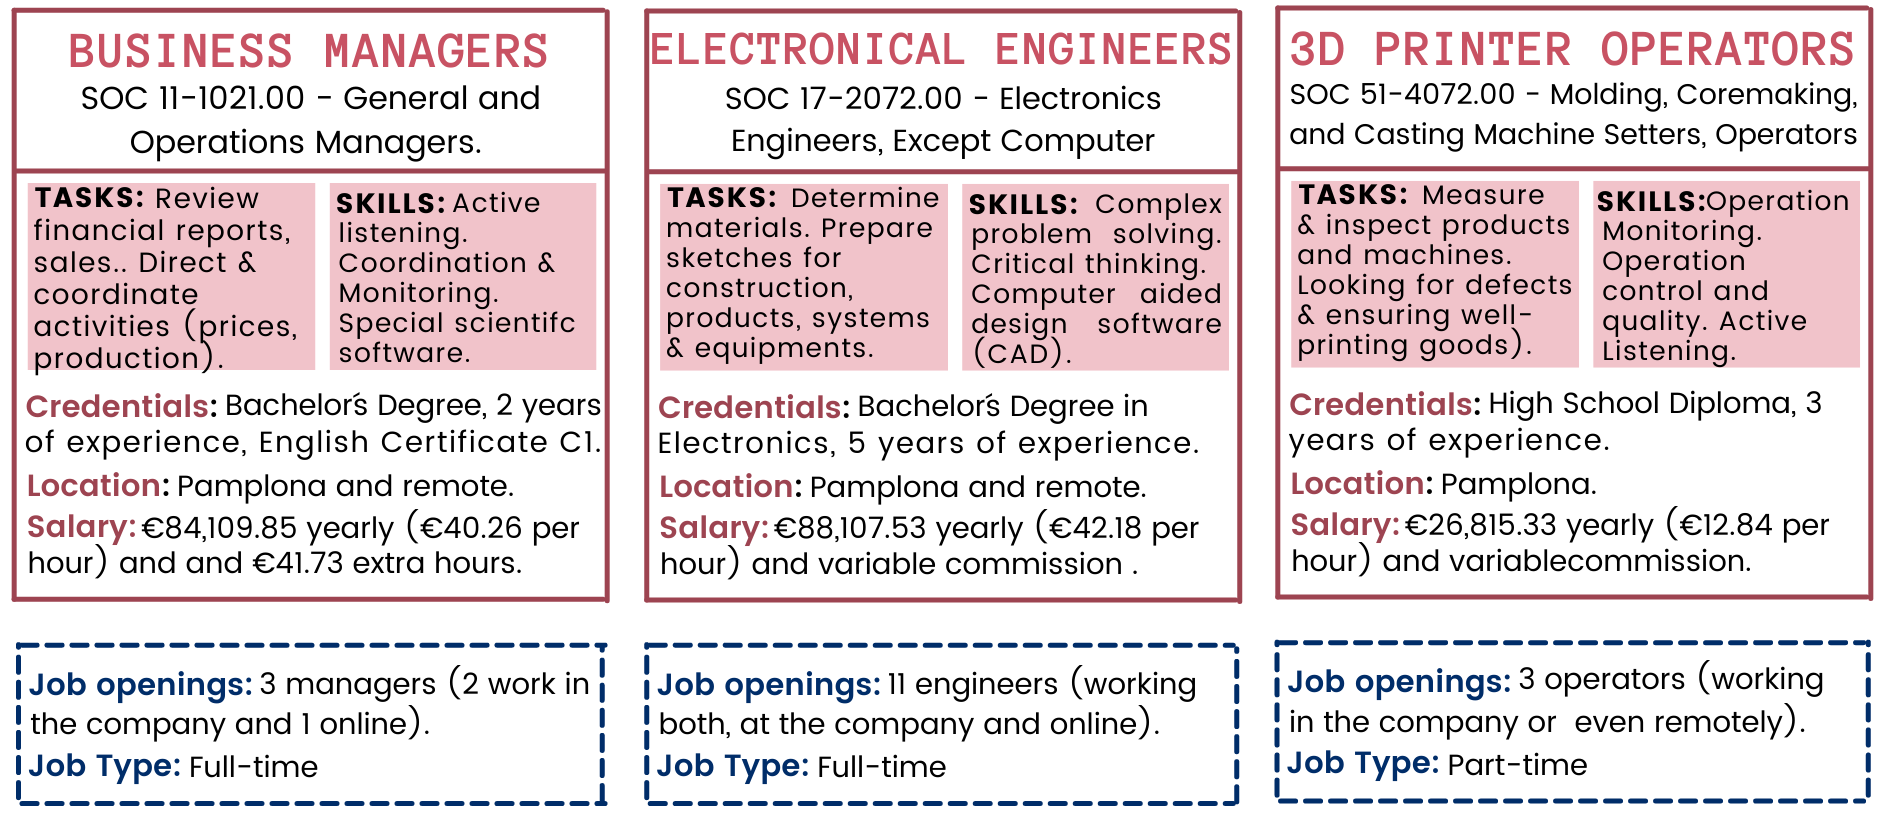 BUSINESS MANAGERS
SOC 11-1021.00 - General and
Operations Managers.
TASKS: Review
financial reports,
sales.. Direct &
coordinate
activities (prices,
production).
SKILLS: Active
listening.
Coordination &
Monitoring.
Special scientifc
software.
Credentials: Bachelor´s Degree, 2 years
of experience, English Certificate C1.
Location: Pamplona and remote.
Salary: €84,109.85 yearly (€40.26 per
hour) and and €41.73 extra hours.
Job openings: 3 managers (2 work in
the company and 1 online).
Job Type: Full-time
ELECTRONICAL ENGINEERS
SOC 17-2072.00 - Electronics
Engineers, Except Computer
TASKS: Determine
materials. Prepare
sketches for
construction,
products, systems
& equipments.
SKILLS: Complex
problem solving.
Critical thinking.
Computer aided
design software
(CAD).
Credentials: Bachelor´s Degree in
Electronics, 5 years of experience.
Location: Pamplona and remote.
Salary: €88,107.53 yearly (€42.18 per
hour) and variable commission .
Job openings: 11 engineers (working
both, at the company and online).
Job Type: Full-time
3D PRINTER OPERATORS
SOC 51-4072.00 - Molding, Coremaking,
and Casting Machine Setters, Operators
TASKS: Measure
& inspect products
and machines.
Looking for defects
& ensuring well-
printing goods).
SKILLS:Operation
Monitoring.
Operation
control and
quality. Active
Listening.
Credentials: High School Diploma, 3
years of experience.
Location: Pamplona.
Salary: €26,815.33 yearly (€12.84 per
hour) and variablecommission.
Job openings: 3 operators (working
in the company or even remotely).
Job Type: Part-time